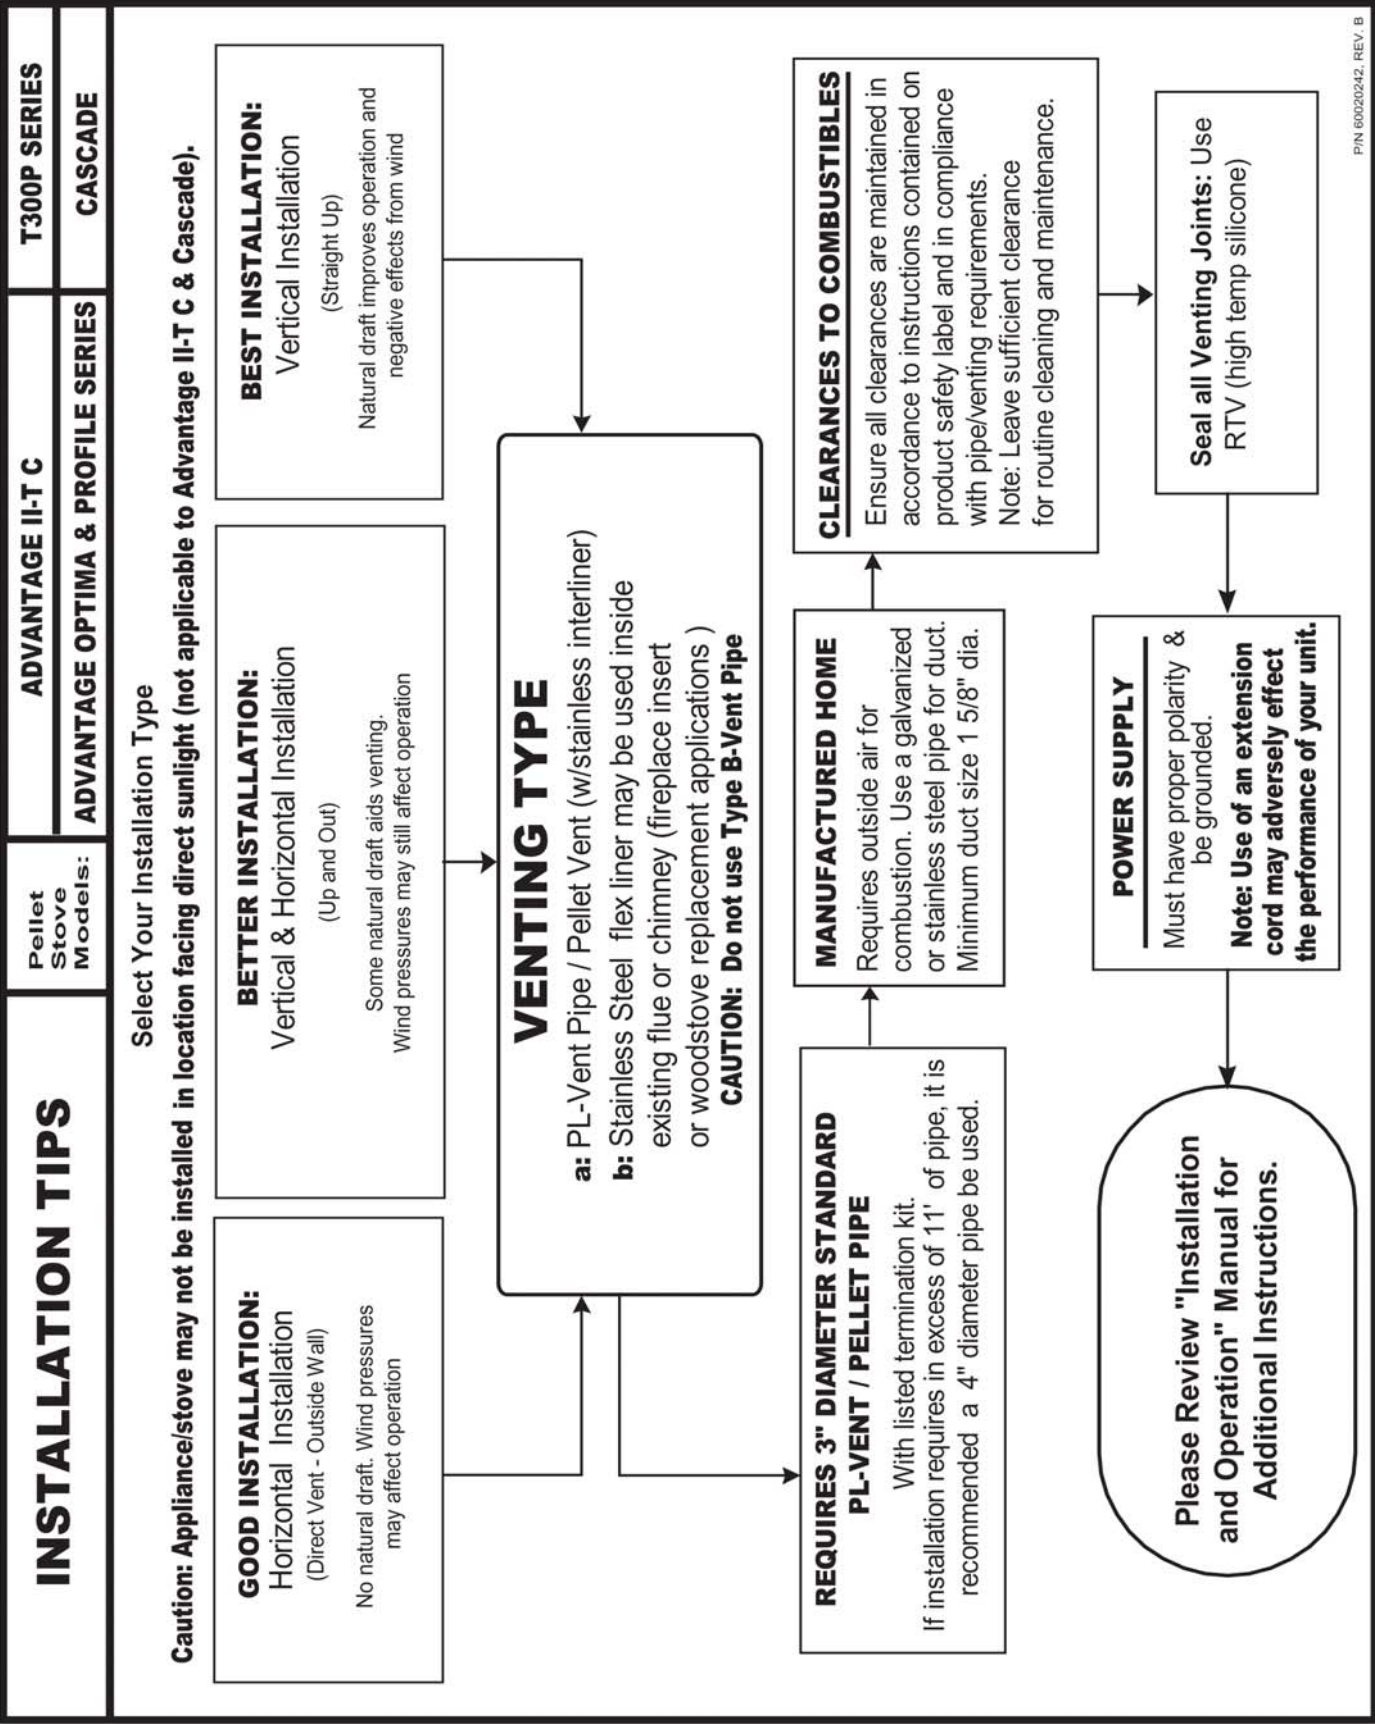 INSTALLATION TIPS
Pellet
Stove
Models:
ADVANTAGE II-T C
T300P SERIES
ADVANTAGE OPTIMA & PROFILE SERIES
CASCADE
Select Your Installation Type
Caution: Appliance/stove may not be installed in location facing direct sunlight (not applicable to Advantage II-T C & Cascade).
GOOD INSTALLATION:
Horizontal Installation
(Direct Vent - Outside Wall)
No natural draft. Wind pressures
may affect operation
BETTER INSTALLATION:
Vertical & Horizontal Installation
(Up and Out)
Some natural draft aids venting.
Wind pressures may still affect operation
BEST INSTALLATION:
Vertical Installation
(Straight Up)
Natural draft improves operation and
negative effects from wind
VENTING TYPE
a: PL-Vent Pipe / Pellet Vent (w/stainless interliner)
b: Stainless Steel flex liner may be used inside
existing flue or chimney (fireplace insert
or woodstove replacement applications )
CAUTION: Do not use Type B-Vent Pipe
REQUIRES 3" DIAMETER STANDARD
PL-VENT / PELLET PIPE
With listed termination kit.
If installation requires in excess of 11' of pipe, it is
recommended a 4" diameter pipe be used.
MANUFACTURED HOME
Requires outside air for
combustion. Use a galvanized
or stainless steel pipe for duct.
Minimum duct size 1 5/8" dia.
CLEARANCES TO COMBUSTIBLES
Ensure all clearances are maintained in
accordance to instructions contained on
product safety label and in compliance
with pipe/venting requirements.
Note: Leave sufficient clearance
for routine cleaning and maintenance.
Seal all Venting Joints: Use
RTV (high temp silicone)
POWER SUPPLY
Must have proper polarity &
be grounded.
Note: Use of an extension
cord may adversely effect
the performance of your unit.
Please Review "Installation
and Operation" Manual for
Additional Instructions.
P/N 60020242, REV. B